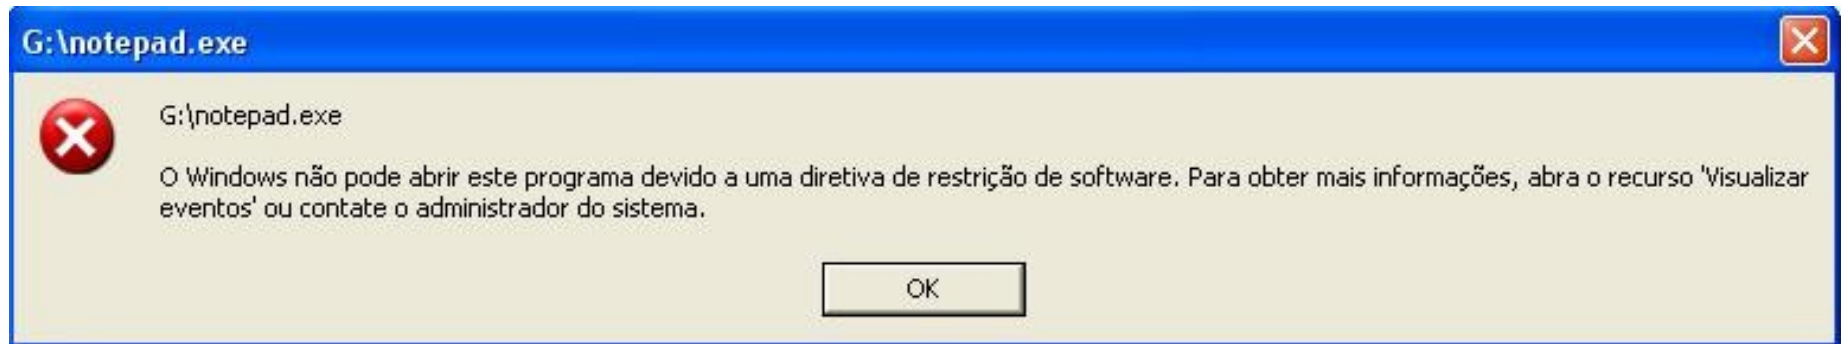 G:\notepad.exe
G:\notepad.exe
O Windows não pode abrir este programa devido a uma diretiva de restrição de software. Para obter mais informações, abra o recurso 'Visualizar
eventos' ou contate o administrador do sistema.
OK